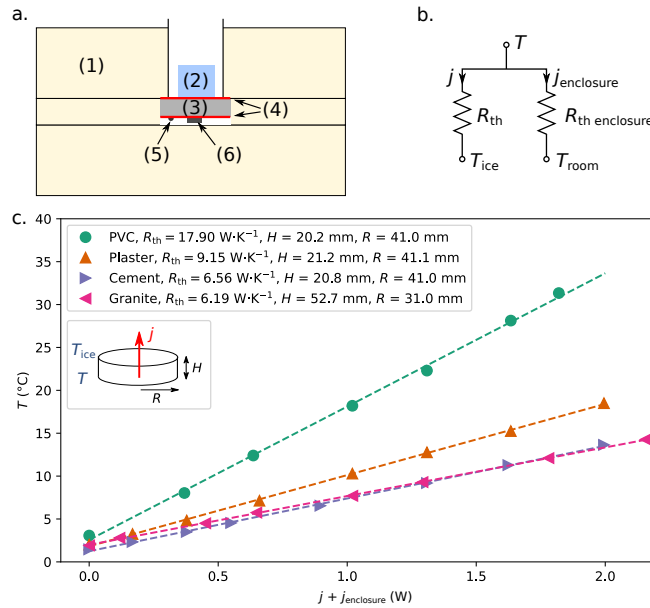 a.
(1)
(2)
(3)
(4)
(5)
(6)
b.
T
j
j_enclosure
R_th
R_th enclosure
T_ice
T_room
c.
PVC, R_th = 17.90 W·K⁻¹, H = 20.2 mm, R = 41.0 mm
Plaster, R_th = 9.15 W·K⁻¹, H = 21.2 mm, R = 41.1 mm
Cement, R_th = 6.56 W·K⁻¹, H = 20.8 mm, R = 41.0 mm
Granite, R_th = 6.19 W·K⁻¹, H = 52.7 mm, R = 31.0 mm
j
T_ice
T
H
R
T (°C)
40
35
30
25
20
15
10
5
0
0.0 0.5 1.0 1.5 2.0
j + j_enclosure (W)